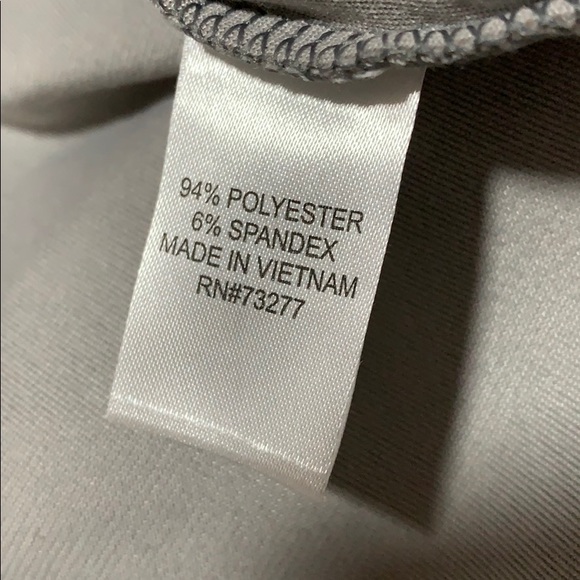 94% POLYESTER
6% SPANDEX
MADE IN VIETNAM
RN#73277